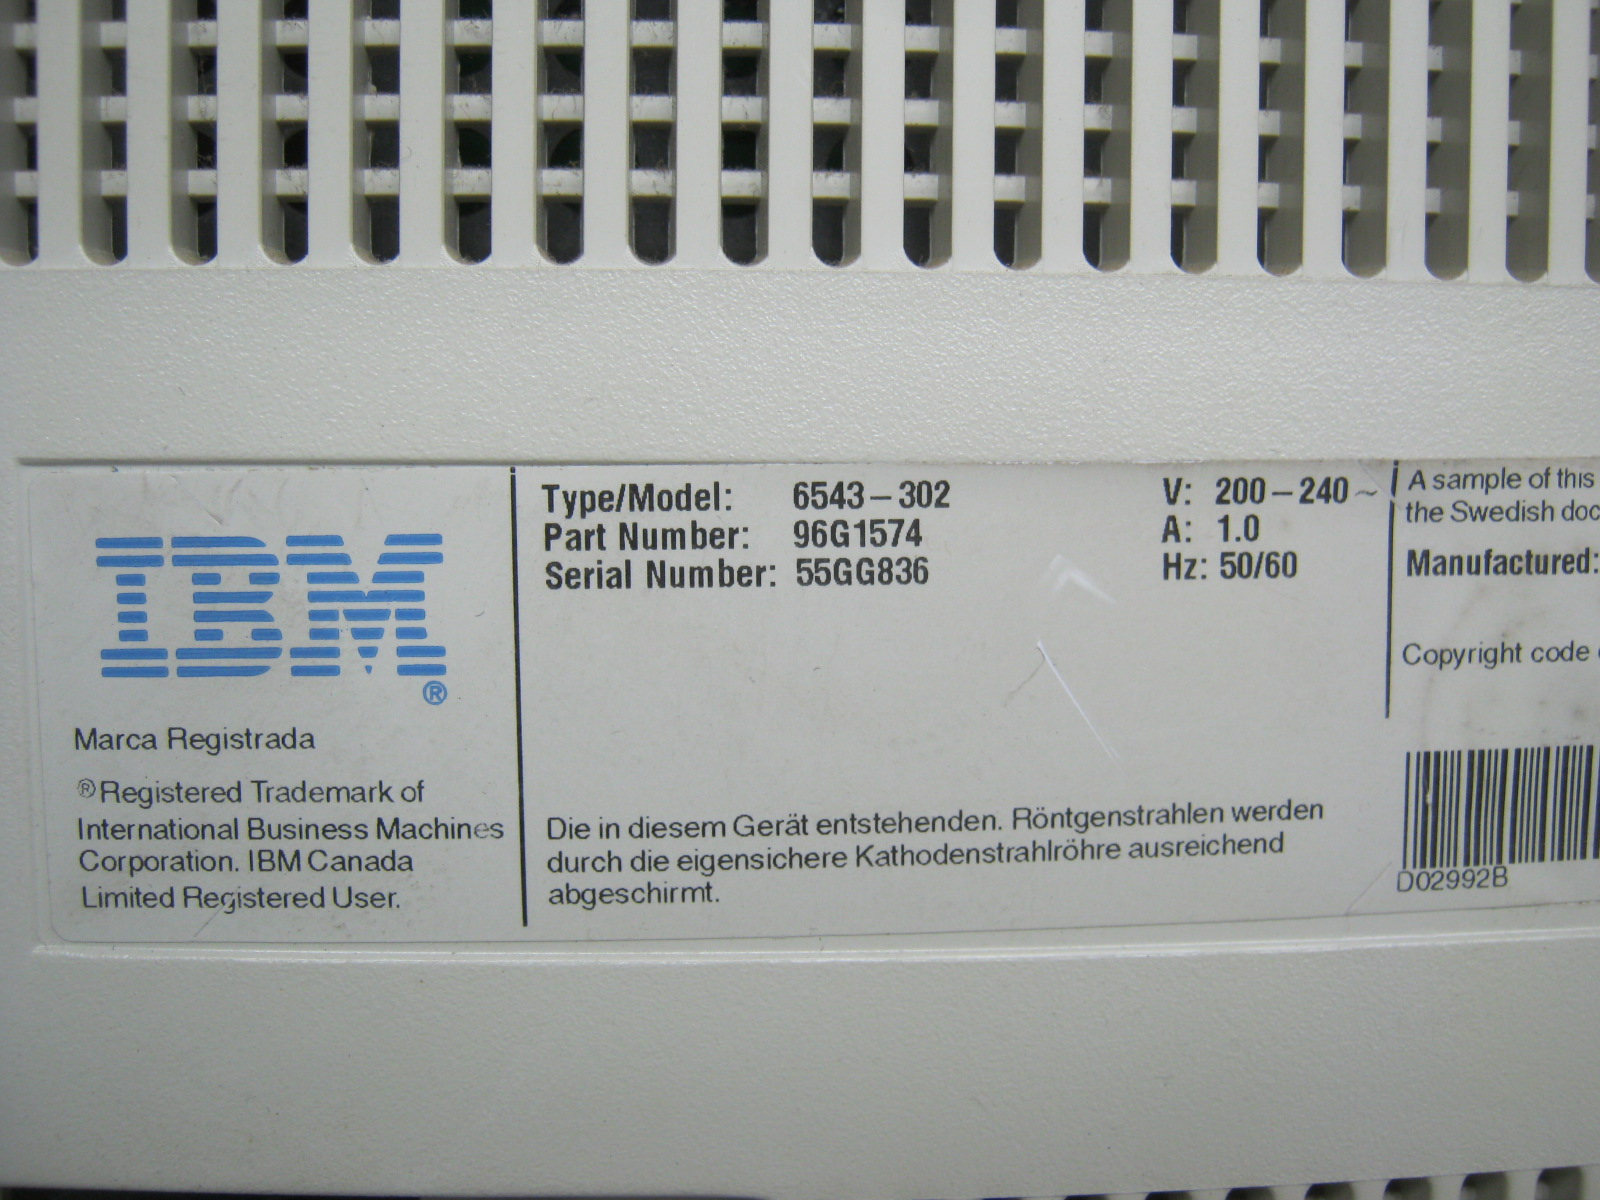 IBM®
Marca Registrada
®Registered Trademark of
International Business Machines
Corporation. IBM Canada
Limited Registered User.
Type/Model: 6543-302
Part Number: 96G1574
Serial Number: 55GG836
V: 200-240~
A: 1.0
Hz: 50/60
Die in diesem Gerät entstehenden. Röntgenstrahlen werden
durch die eigensichere Kathodenstrahlröhre ausreichend
abgeschirmt.
A sample of this
the Swedish doc
Manufactured:
Copyright code
D02992B